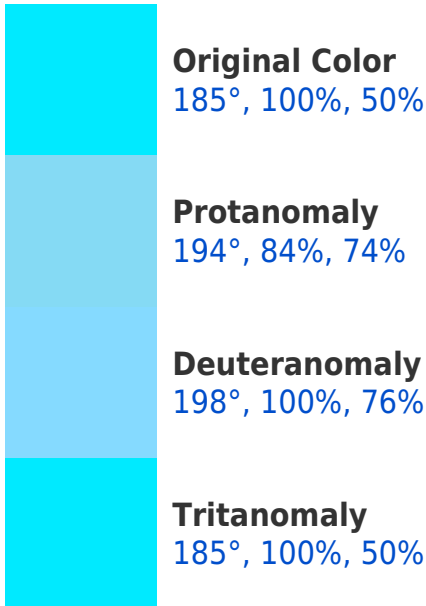 Original Color
185°, 100%, 50%
Protanomaly
194°, 84%, 74%
Deuteranomaly
198°, 100%, 76%
Tritanomaly
185°, 100%, 50%